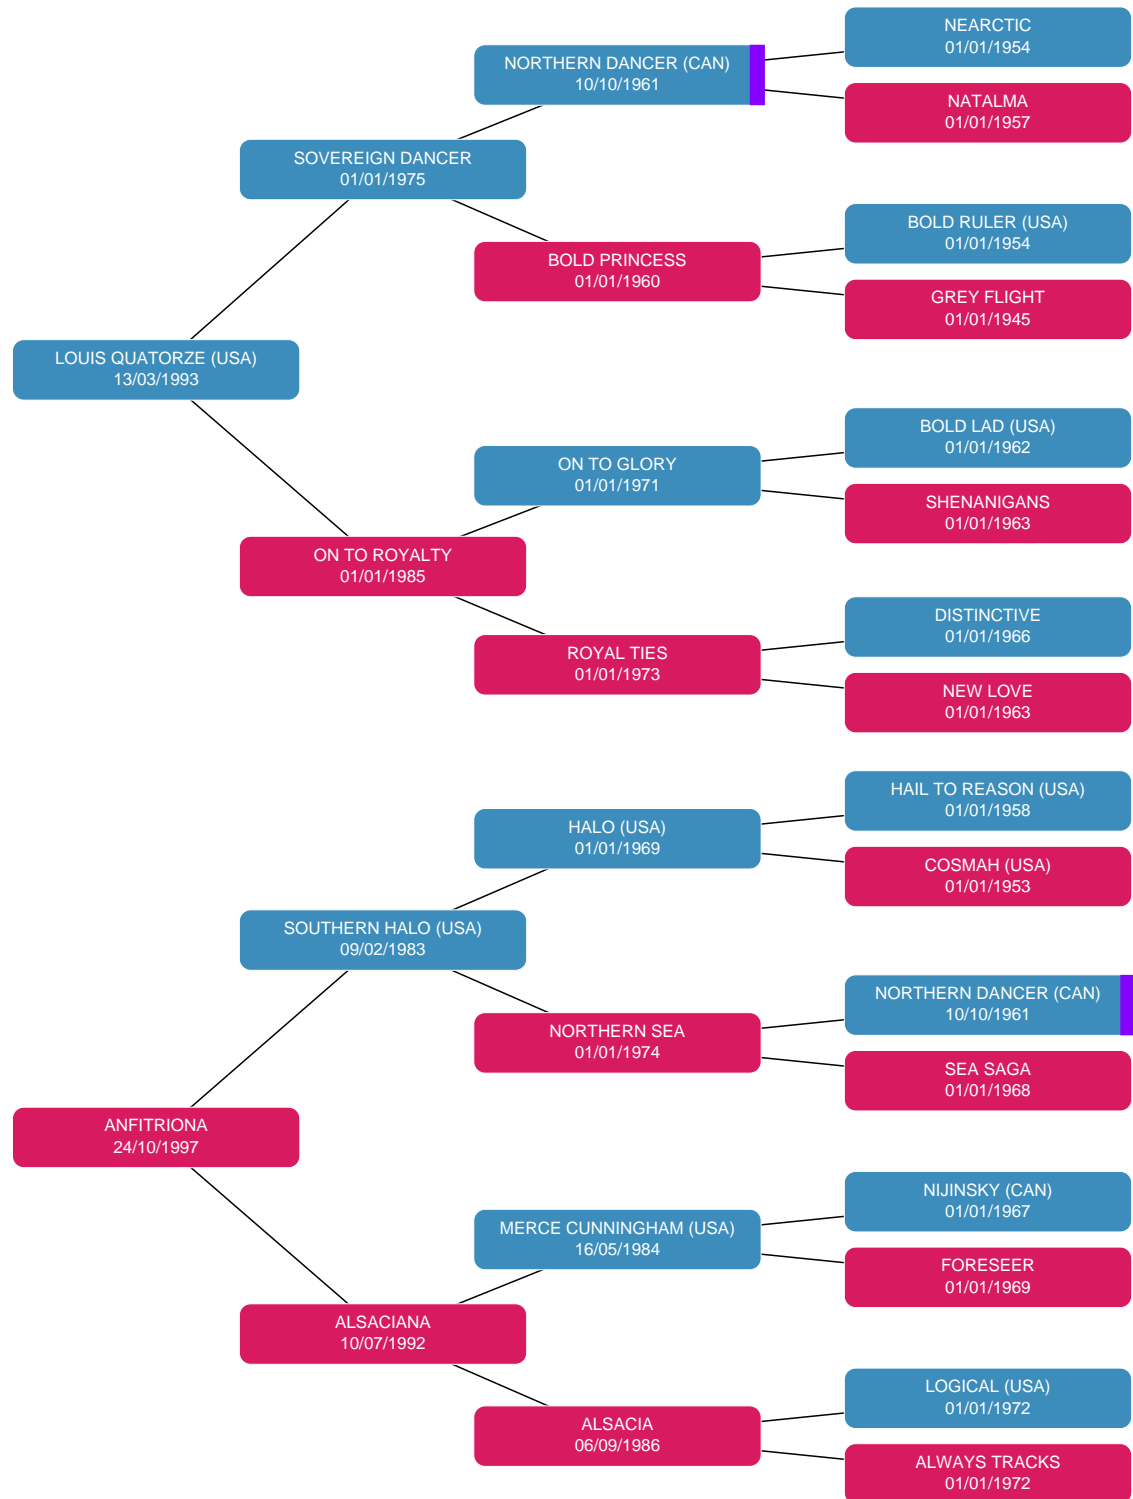 NEARCTIC
01/01/1954
NORTHERN DANCER (CAN)
10/10/1961
NATALMA
01/01/1957
SOVEREIGN DANCER
01/01/1975
BOLD RULER (USA)
01/01/1954
BOLD PRINCESS
01/01/1960
GREY FLIGHT
01/01/1945
LOUIS QUATORZE (USA)
13/03/1993
BOLD LAD (USA)
01/01/1962
ON TO GLORY
01/01/1971
SHENANIGANS
01/01/1963
ON TO ROYALTY
01/01/1985
DISTINCTIVE
01/01/1966
ROYAL TIES
01/01/1973
NEW LOVE
01/01/1963
HAIL TO REASON (USA)
01/01/1958
HALO (USA)
01/01/1969
COSMAH (USA)
01/01/1953
SOUTHERN HALO (USA)
09/02/1983
NORTHERN DANCER (CAN)
10/10/1961
NORTHERN SEA
01/01/1974
SEA SAGA
01/01/1968
ANFITRIONA
24/10/1997
NIJINSKY (CAN)
01/01/1967
MERCE CUNNINGHAM (USA)
16/05/1984
FORESEER
01/01/1969
ALSACIANA
10/07/1992
LOGICAL (USA)
01/01/1972
ALSACIA
06/09/1986
ALWAYS TRACKS
01/01/1972